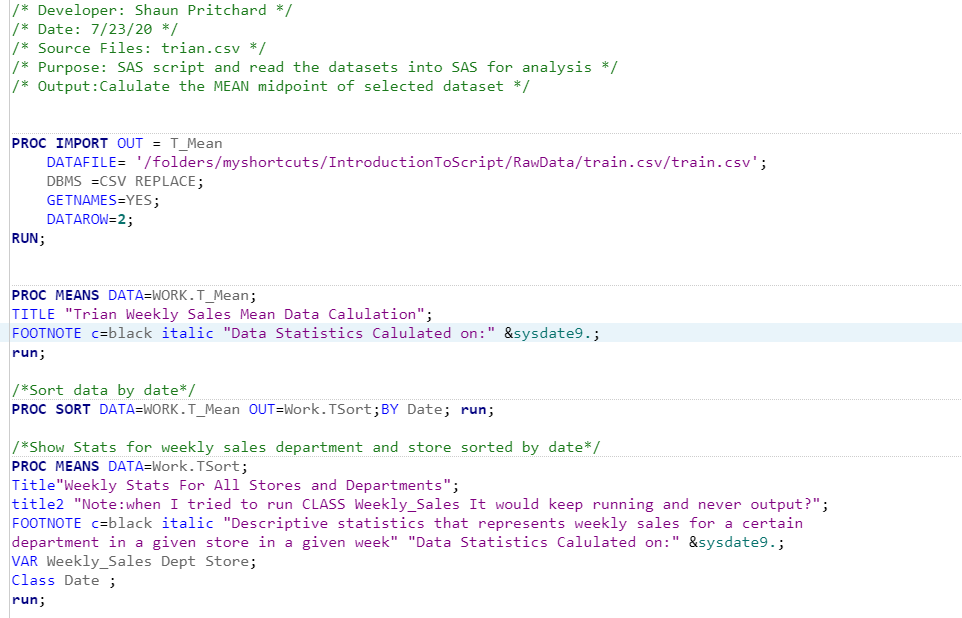 /* Developer: Shaun Pritchard */
/* Date: 7/23/20 */
/* Source Files: trian.csv */
/* Purpose: SAS script and read the datasets into SAS for analysis */
/* Output:Calulate the MEAN midpoint of selected dataset */
PROC IMPORT OUT = T_Mean
DATAFILE= '/folders/myshortcuts/IntroductionToScript/RawData/train.csv/train.csv';
DBMS =CSV REPLACE;
GETNAMES=YES;
DATAROW=2;
RUN;
PROC MEANS DATA=WORK.T_Mean;
TITLE "Trian Weekly Sales Mean Data Calulation";
FOOTNOTE c=black italic "Data Statistics Calulated on:" &sysdate9.;
run;
/*Sort data by date*/
PROC SORT DATA=WORK.T_Mean OUT=Work.TSort;BY Date; run;
/*Show Stats for weekly sales department and store sorted by date*/
PROC MEANS DATA=Work.TSort;
Title"Weekly Stats For All Stores and Departments";
title2 "Note:when I tried to run CLASS Weekly_Sales It would keep running and never output?";
FOOTNOTE c=black italic "Descriptive statistics that represents weekly sales for a certain
department in a given store in a given week" "Data Statistics Calulated on:" &sysdate9.;
VAR Weekly_Sales Dept Store;
Class Date ;
run;